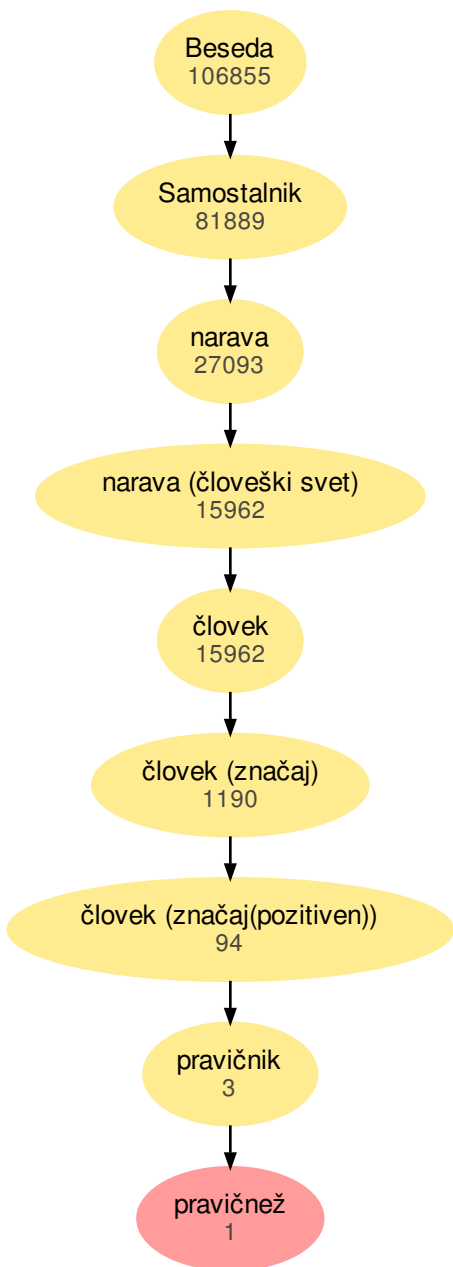 Beseda
106855
Samostalnik
81889
narava
27093
narava (človeški svet)
15962
človek
15962
človek (značaj)
1190
človek (značaj(pozitiven))
94
pravičnik
3
pravičnež
1